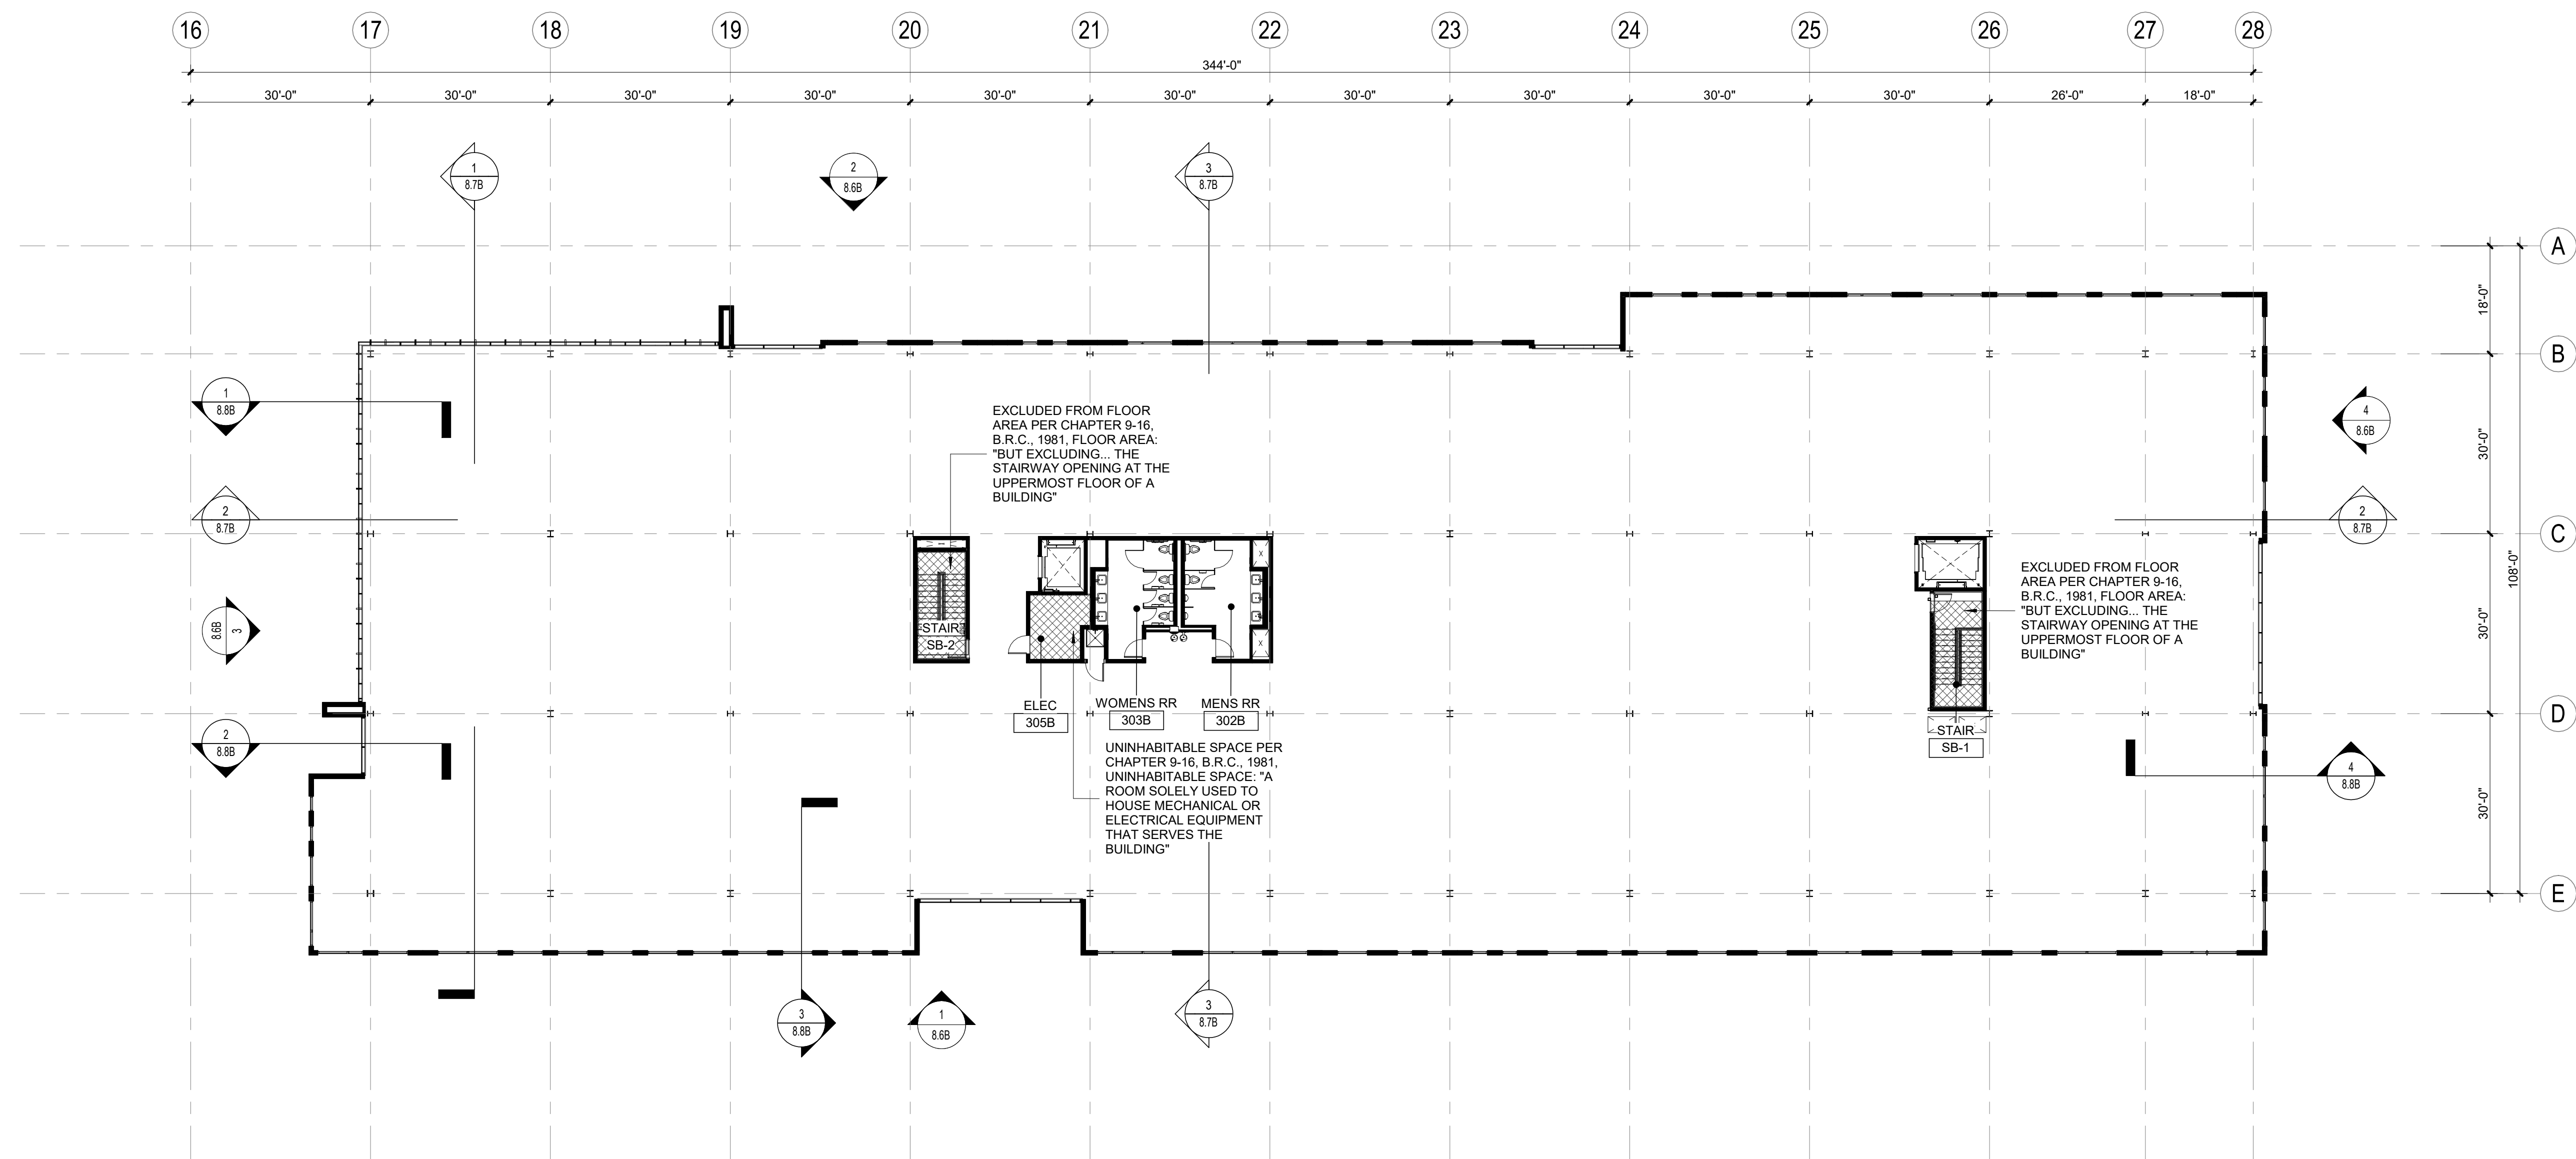 16 17 18 19 20 21 22 23 24 25 26 27 28
344'-0"
30'-0" 30'-0" 30'-0" 30'-0" 30'-0" 30'-0" 30'-0" 30'-0" 30'-0" 30'-0" 26'-0" 18'-0"
1
8.7B
2
8.6B
3
8.7B
A
18'-0"
B
1
8.8B
EXCLUDED FROM FLOOR
AREA PER CHAPTER 9-16,
B.R.C., 1981, FLOOR AREA:
"BUT EXCLUDING... THE
STAIRWAY OPENING AT THE
UPPERMOST FLOOR OF A
BUILDING"
4
8.6B
30'-0"
2
8.7B
2
8.7B
C
108'-0"
EXCLUDED FROM FLOOR
AREA PER CHAPTER 9-16,
B.R.C., 1981, FLOOR AREA:
"BUT EXCLUDING... THE
STAIRWAY OPENING AT THE
UPPERMOST FLOOR OF A
BUILDING"
3
8.6B
STAIR
SB-2
30'-0"
ELEC
305B
WOMENS RR
303B
MENS RR
302B
D
STAIR
SB-1
2
8.8B
UNINHABITABLE SPACE PER
CHAPTER 9-16, B.R.C., 1981,
UNINHABITABLE SPACE: "A
ROOM SOLELY USED TO
HOUSE MECHANICAL OR
ELECTRICAL EQUIPMENT
THAT SERVES THE
BUILDING"
4
8.8B
30'-0"
E
3
8.8B
1
8.6B
3
8.7B